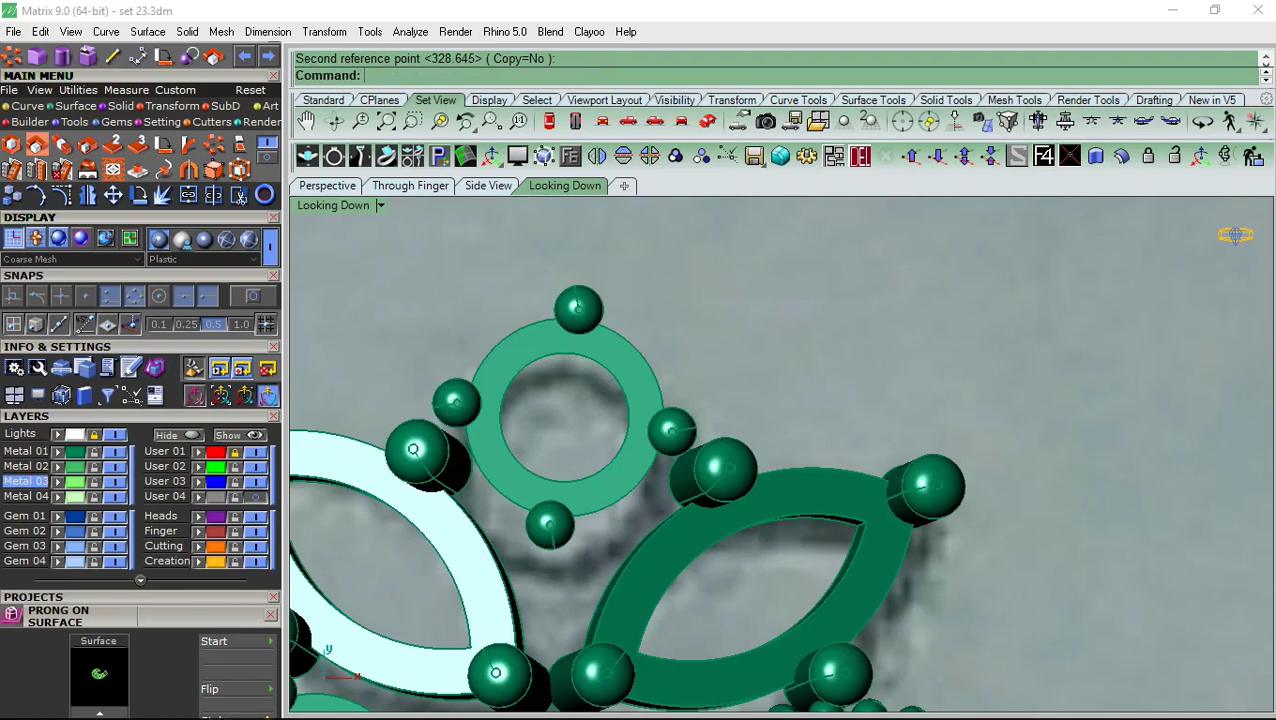 Matrix 9.0 (64-bit) - set 23.3dm
File Edit View Curve Surface Solid Mesh Dimension Transform Tools Analyze Render Rhino 5.0 Blend Clayoo Help
Second reference point <328.645> ( Copy=No ):
Command:
MAIN MENU
File View Utilities Measure Custom Reset
Curve Surface Solid Transform SubD Art
Builder Tools Gems Setting Cutters Render
Standard CPlanes Set View Display Select Viewport Layout Visibility Transform Curve Tools Surface Tools Solid Tools Mesh Tools Render Tools Drafting New in V5
Perspective Through Finger Side View Looking Down
Looking Down
DISPLAY
Coarse Mesh Plastic
SNAPS
0.1 0.25 0.5 1.0
INFO & SETTINGS
LAYERS
Lights Hide Show
Metal 01 User 01
Metal 02 User 02
Metal 03 User 03
Metal 04 User 04
Gem 01 Heads
Gem 02 Finger
Gem 03 Cutting
Gem 04 Creation
PROJECTS
PRONG ON
SURFACE
Surface Start
Flip
y
x